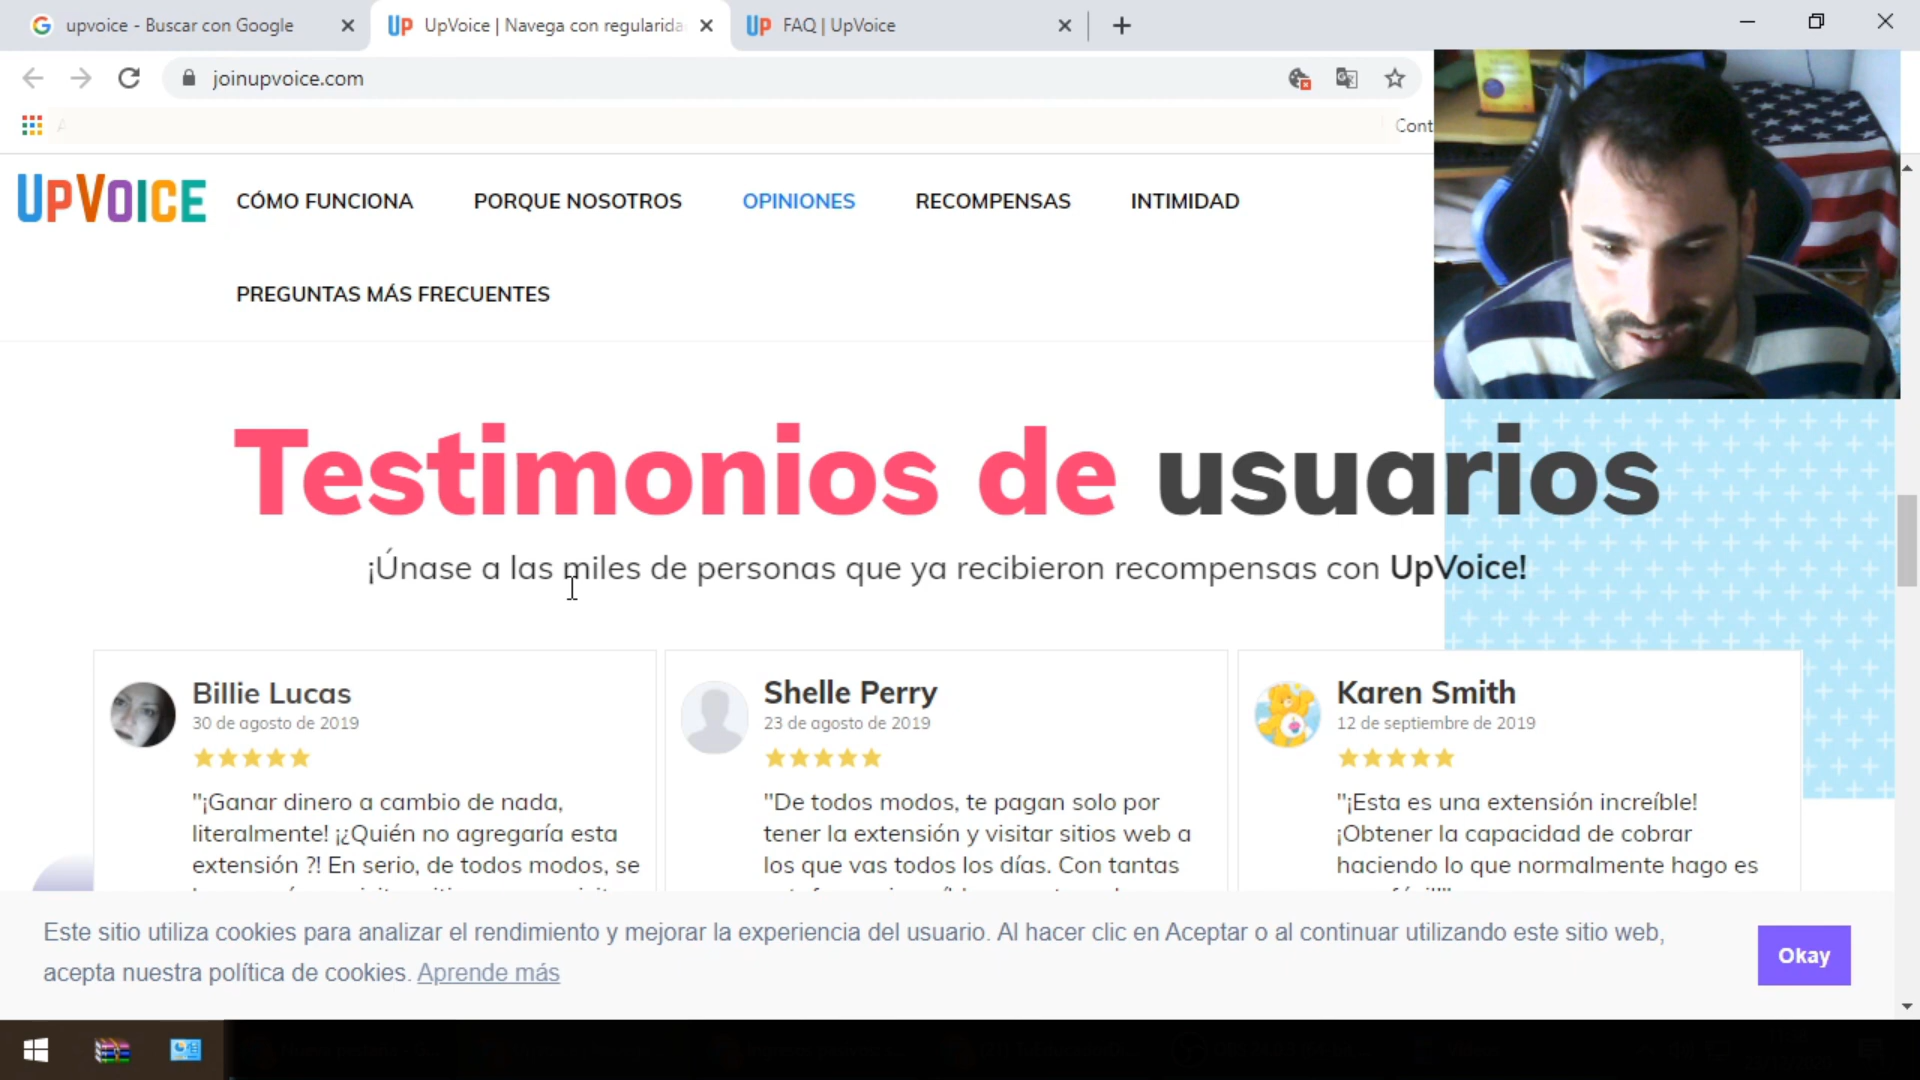 upvoice - Buscar con Google
UpVoice | Navega con regularida
FAQ | UpVoice
joinupvoice.com
Cont
UPVOICE
CÓMO FUNCIONA
PORQUE NOSOTROS
OPINIONES
RECOMPENSAS
INTIMIDAD
PREGUNTAS MÁS FRECUENTES
Testimonios de usuarios
¡Únase a las miles de personas que ya recibieron recompensas con UpVoice!
Billie Lucas
30 de agosto de 2019
"¡Ganar dinero a cambio de nada,
literalmente! ¡¿Quién no agregaría esta
extensión ?! En serio, de todos modos, se
Shelle Perry
23 de agosto de 2019
"De todos modos, te pagan solo por
tener la extensión y visitar sitios web a
los que vas todos los días. Con tantas
Karen Smith
12 de septiembre de 2019
"¡Esta es una extensión increíble!
¡Obtener la capacidad de cobrar
haciendo lo que normalmente hago es
Este sitio utiliza cookies para analizar el rendimiento y mejorar la experiencia del usuario. Al hacer clic en Aceptar o al continuar utilizando este sitio web,
acepta nuestra política de cookies. Aprende más
Okay